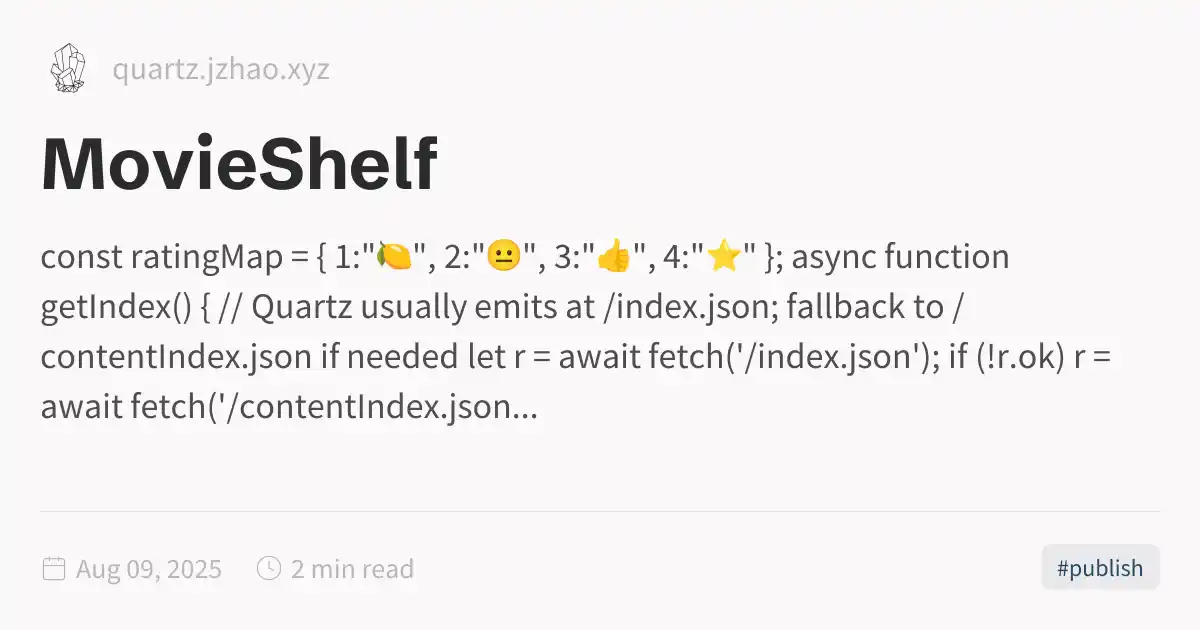 quartz.jzhao.xyz
MovieShelf
const ratingMap = { 1:"🍋", 2:"😐", 3:"👍", 4:"⭐" }; async function
getIndex() { // Quartz usually emits at /index.json; fallback to /
contentIndex.json if needed let r = await fetch('/index.json'); if (!r.ok) r =
await fetch('/contentIndex.json...
Aug 09, 2025 2 min read #publish